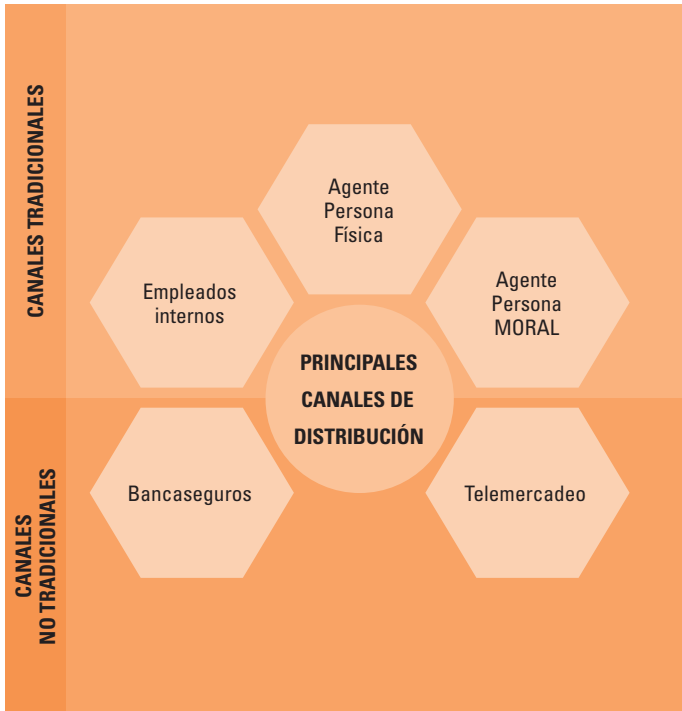 CANALES TRADICIONALES
Agente
Persona
Física
Empleados
internos
Agente
Persona
MORAL
PRINCIPALES
CANALES DE
DISTRIBUCIÓN
CANALES
NO TRADICIONALES
Bancaseguros
Telemercadeo